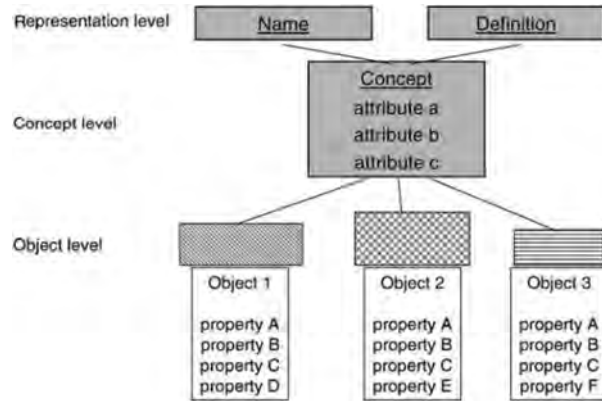 Representation level
Name
Definition
Concept level
Concept
attribute a
attribute b
attribute c
Object level
Object 1
property A
property B
property C
property D
Object 2
property A
property B
property C
property E
Object 3
property A
property B
property C
property F